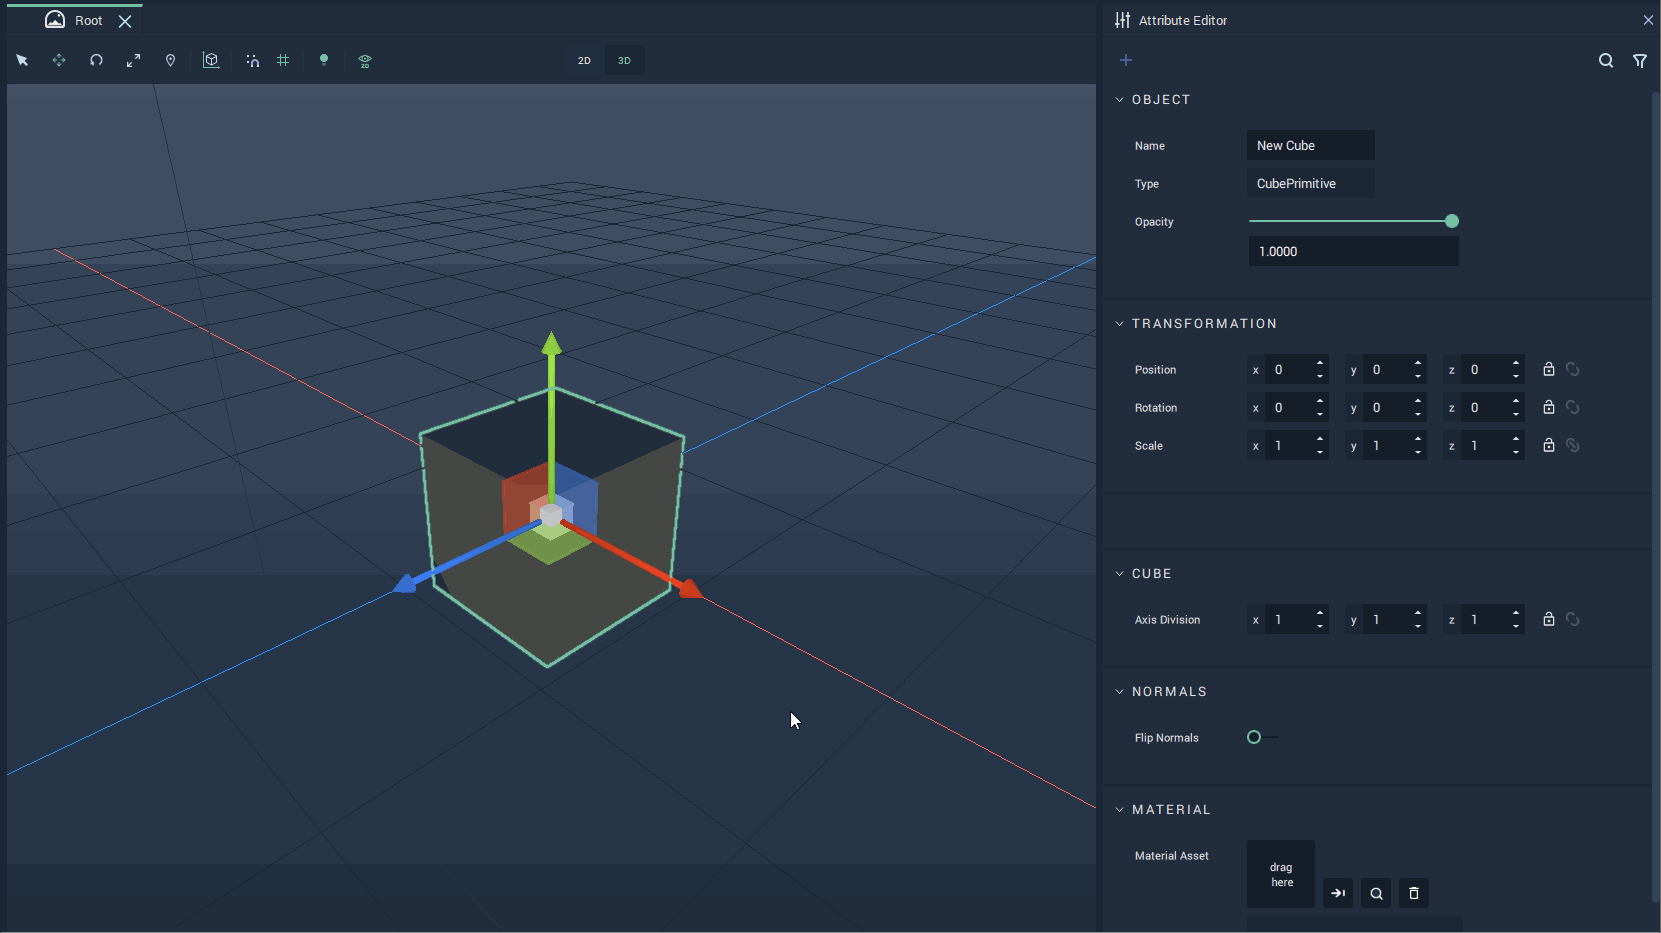 Root
2D 3D
2D
Attribute Editor
OBJECT
Name New Cube
Type CubePrimitive
Opacity
1.0000
TRANSFORMATION
Position x 0 y 0 z 0
Rotation x 0 y 0 z 0
Scale x 1 y 1 z 1
CUBE
Axis Division x 1 y 1 z 1
NORMALS
Flip Normals
MATERIAL
Material Asset
drag
here